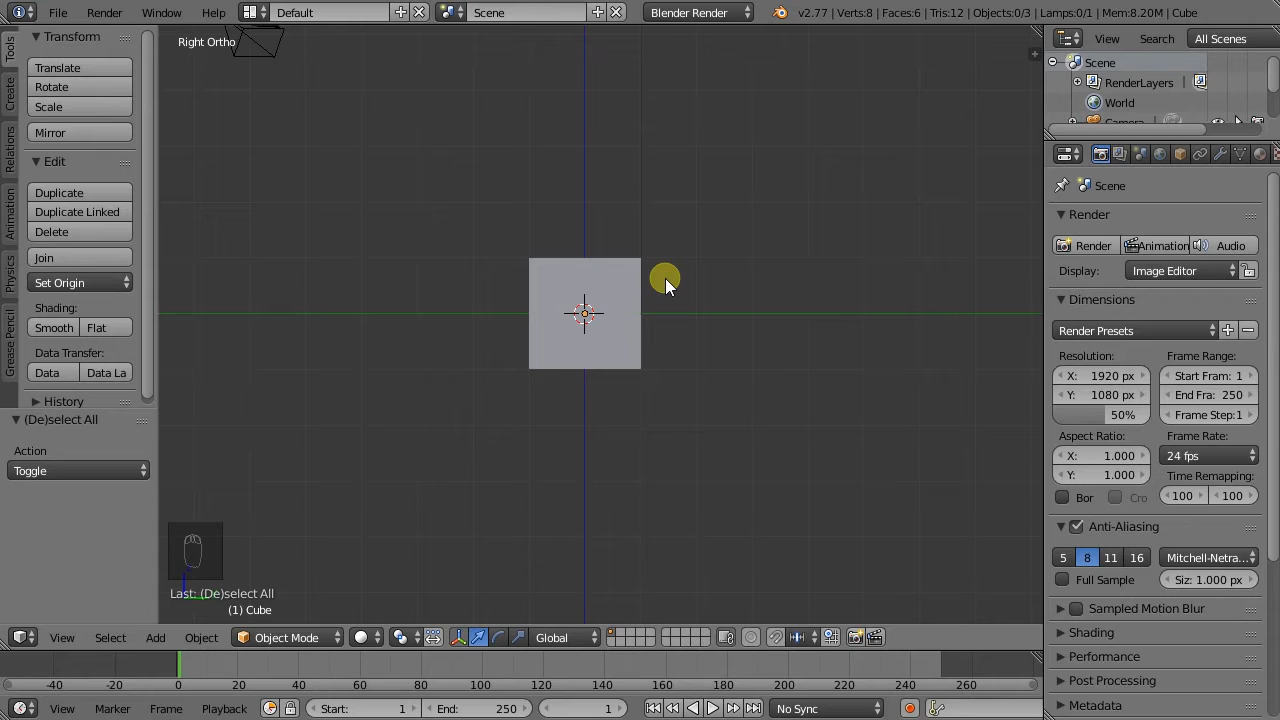 File Render Window Help Default Scene Blender Render v2.77 | Verts:8 | Faces:6 | Tris:12 | Objects:0/3 | Lamps:0/1 | Mem:8.20M | Cube
Tools
Create
Relations
Animation
Physics
Grease Pencil
Transform
Translate
Rotate
Scale
Mirror
Edit
Duplicate
Duplicate Linked
Delete
Join
Set Origin
Shading:
Smooth Flat
Data Transfer:
Data Data La
History
(De)select All
Action
Toggle
Right Ortho
Last: (De)select All
(1) Cube
View Select Add Object Object Mode Global
-40 -20 0 20 40 60 80 100 120 140 160 180 200 220 240 260
View Marker Frame Playback Start: 1 End: 250 1 No Sync
View Search All Scenes
Scene
RenderLayers
World
Camera
Scene
Render
Render Animation Audio
Display: Image Editor
Dimensions
Render Presets
Resolution: Frame Range:
X: 1920 px Start Fram: 1
Y: 1080 px End Fra: 250
50% Frame Step:1
Aspect Ratio: Frame Rate:
X: 1.000 24 fps
Y: 1.000 Time Remapping:
Bor Cro 100 100
Anti-Aliasing
5 8 11 16 Mitchell-Netra...
Full Sample Siz: 1.000 px
Sampled Motion Blur
Shading
Performance
Post Processing
Metadata